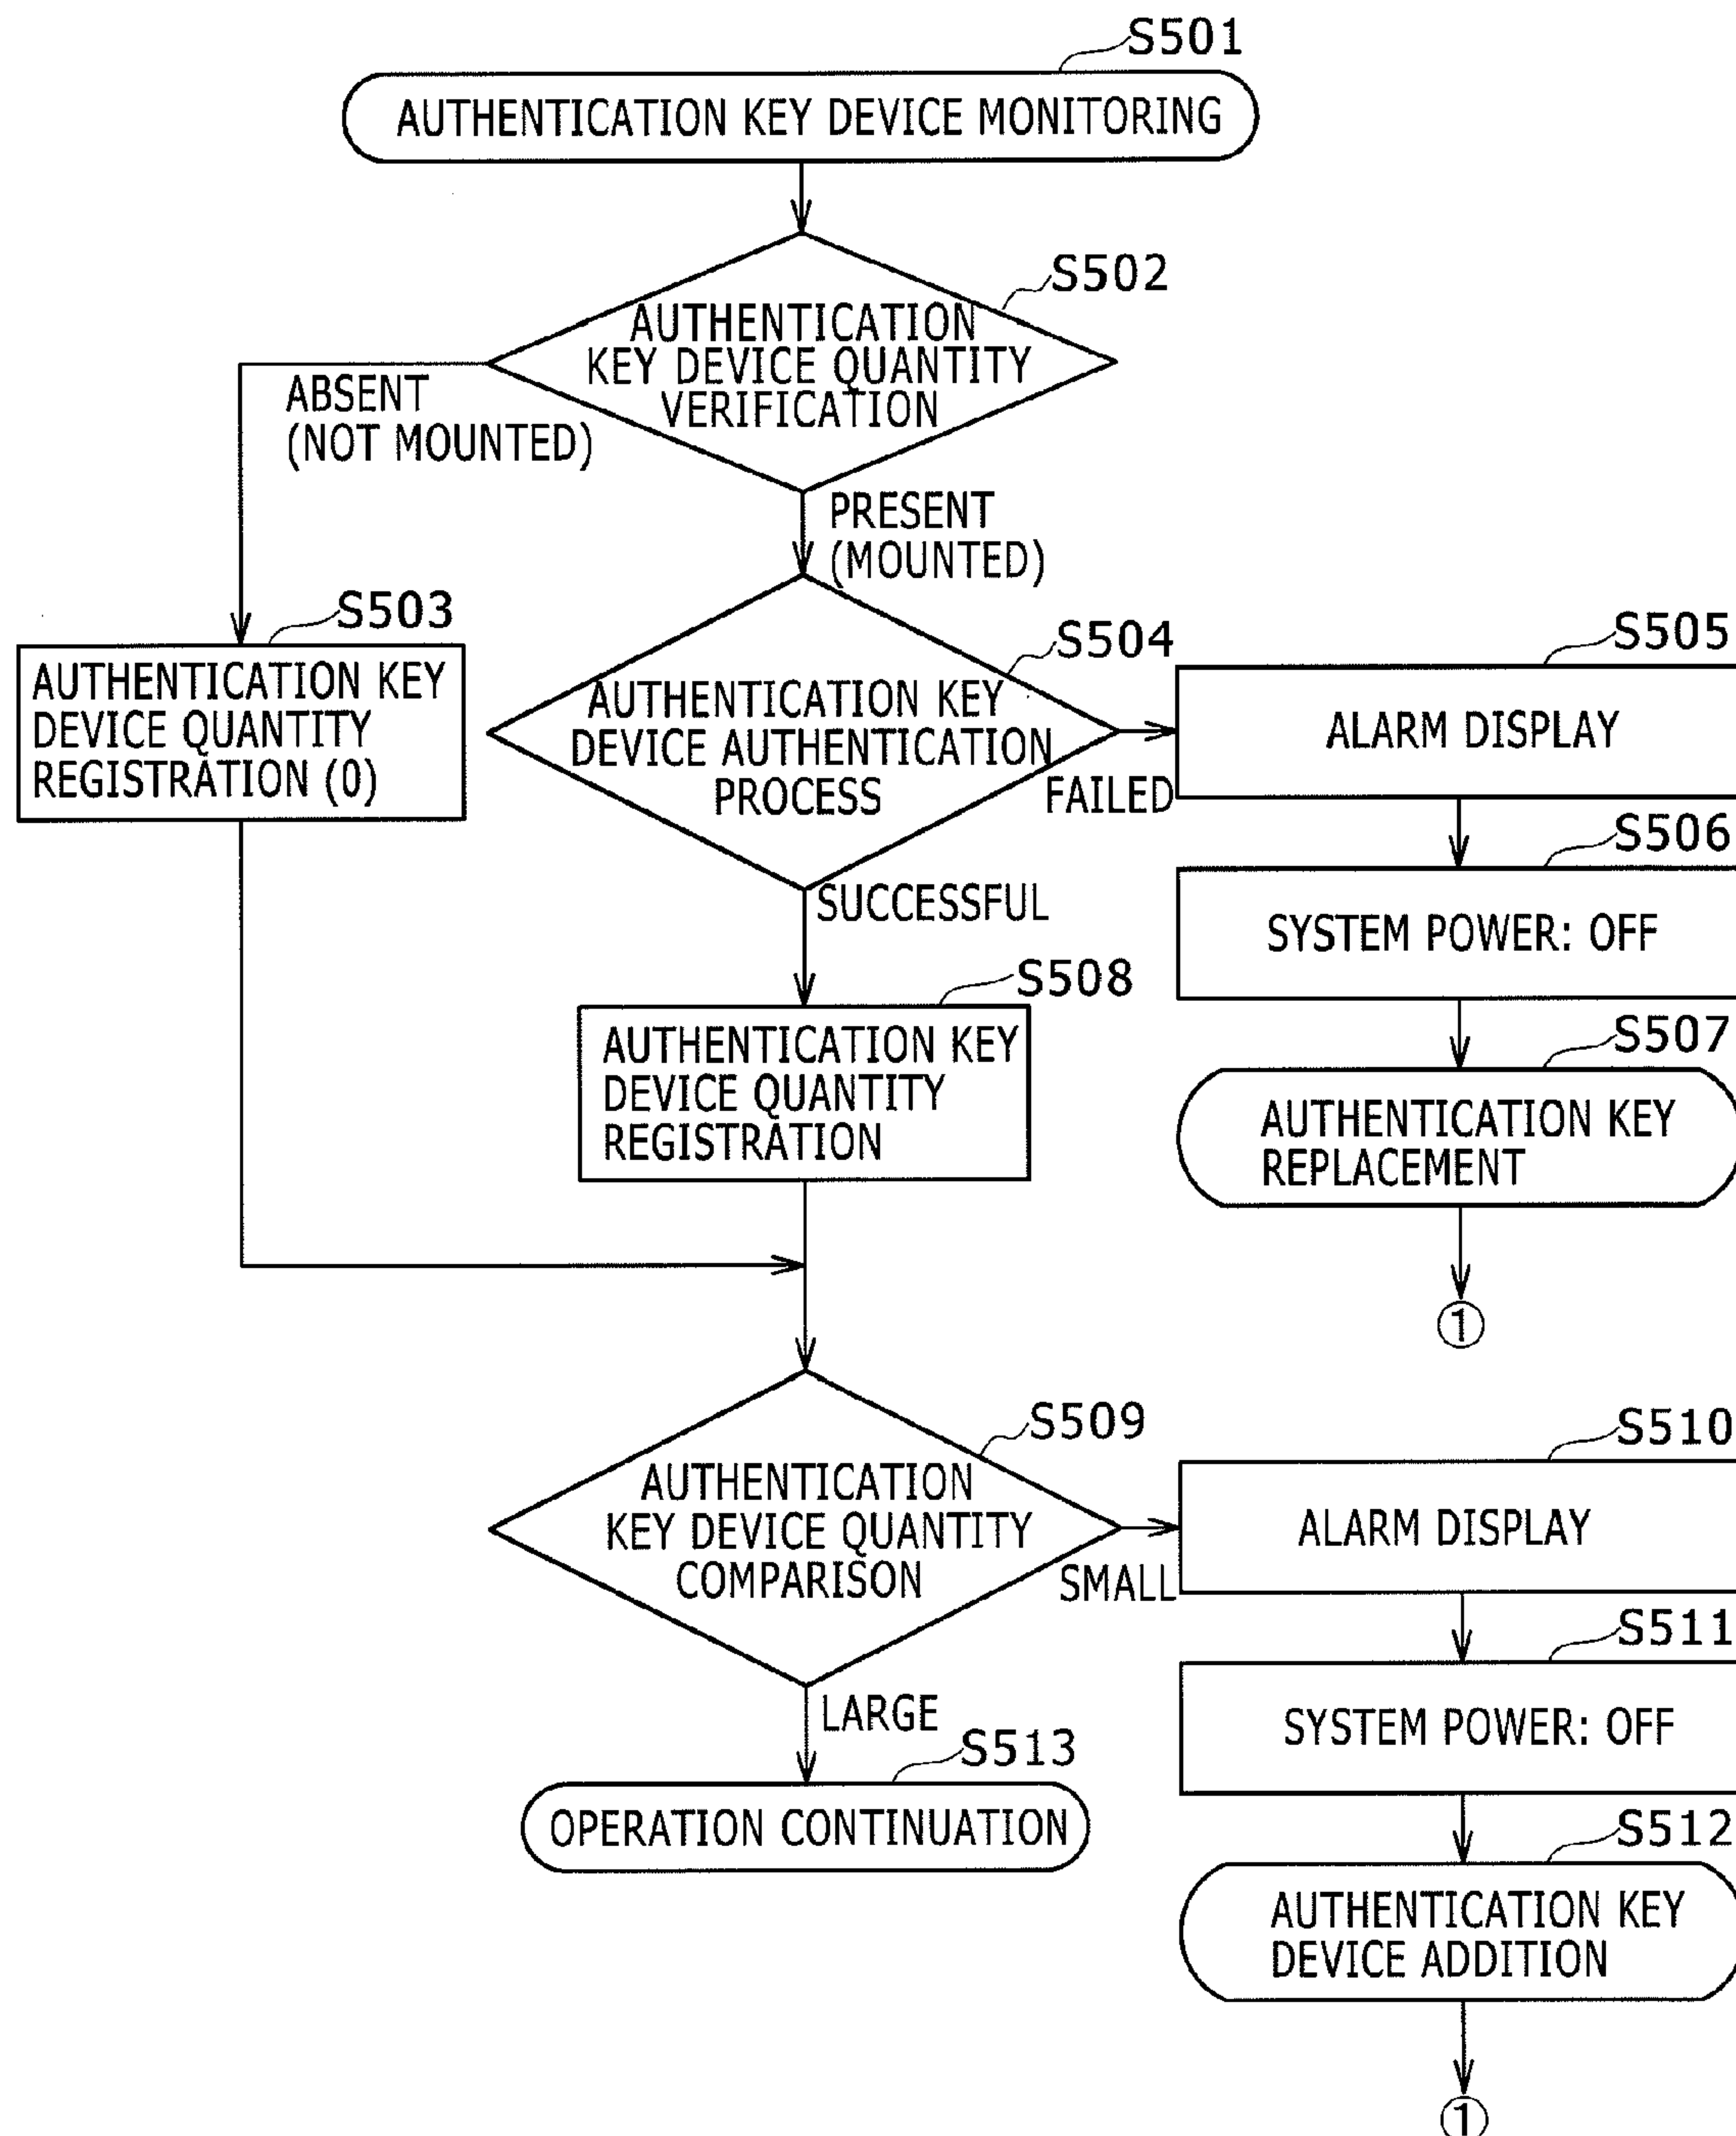 S501
AUTHENTICATION KEY DEVICE MONITORING
S502
AUTHENTICATION
KEY DEVICE QUANTITY
VERIFICATION
ABSENT
(NOT MOUNTED)
PRESENT
(MOUNTED)
S503
AUTHENTICATION KEY
DEVICE QUANTITY
REGISTRATION (0)
S504
AUTHENTICATION KEY
DEVICE AUTHENTICATION
PROCESS
FAILED
S505
ALARM DISPLAY
S506
SYSTEM POWER: OFF
S507
AUTHENTICATION KEY
REPLACEMENT
①
SUCCESSFUL
S508
AUTHENTICATION KEY
DEVICE QUANTITY
REGISTRATION
S509
AUTHENTICATION
KEY DEVICE QUANTITY
COMPARISON
SMALL
S510
ALARM DISPLAY
S511
SYSTEM POWER: OFF
S512
AUTHENTICATION KEY
DEVICE ADDITION
①
LARGE
S513
OPERATION CONTINUATION